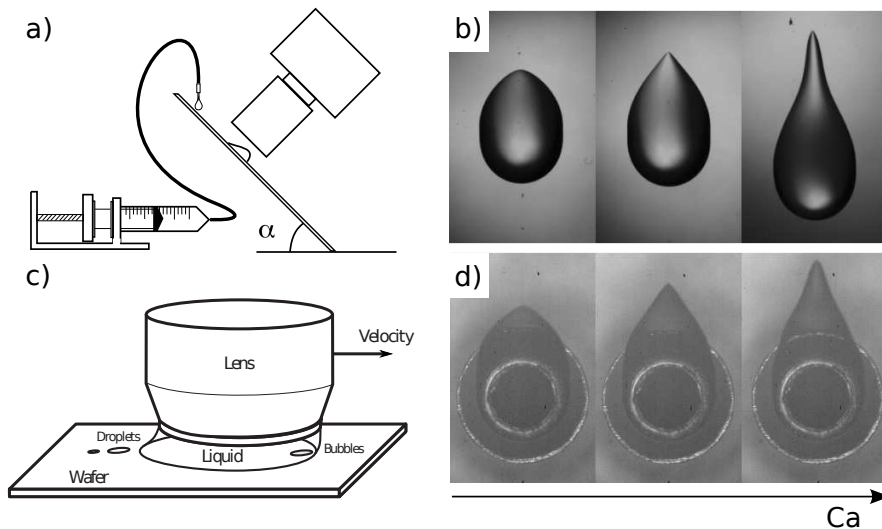 a)
α
b)
c)
Velocity
Lens
Droplets
Liquid
Bubbles
Wafer
d)
Ca